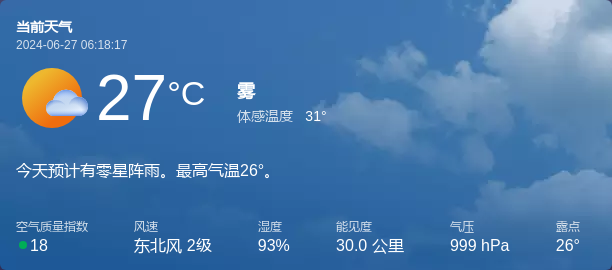 当前天气
2024-06-27 06:18:17
27°C
雾
体感温度 31°
今天预计有零星阵雨。最高气温26°。
空气质量指数 风速 湿度 能见度 气压 露点
18 东北风 2级 93% 30.0 公里 999 hPa 26°